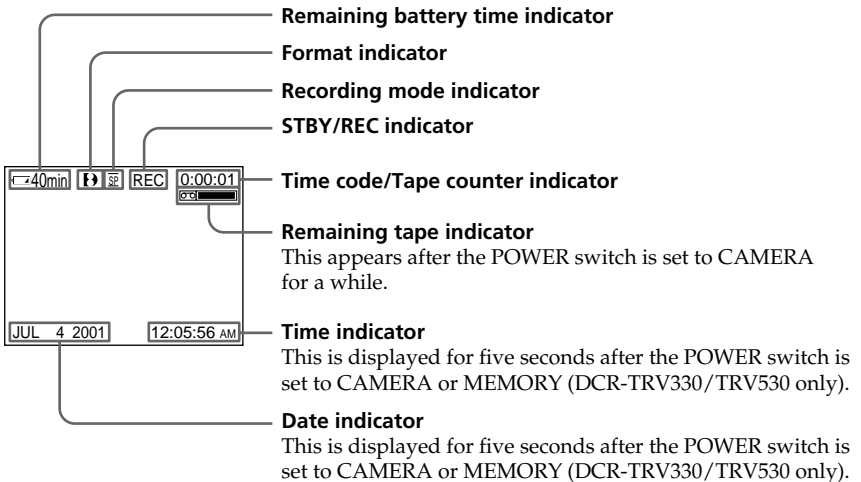 Remaining battery time indicator
Format indicator
Recording mode indicator
STBY/REC indicator
40min SP REC 0:00:01
Time code/Tape counter indicator
Remaining tape indicator
This appears after the POWER switch is set to CAMERA
for a while.
JUL 4 2001 12:05:56 AM
Time indicator
This is displayed for five seconds after the POWER switch is
set to CAMERA or MEMORY (DCR-TRV330/TRV530 only).
Date indicator
This is displayed for five seconds after the POWER switch is
set to CAMERA or MEMORY (DCR-TRV330/TRV530 only).